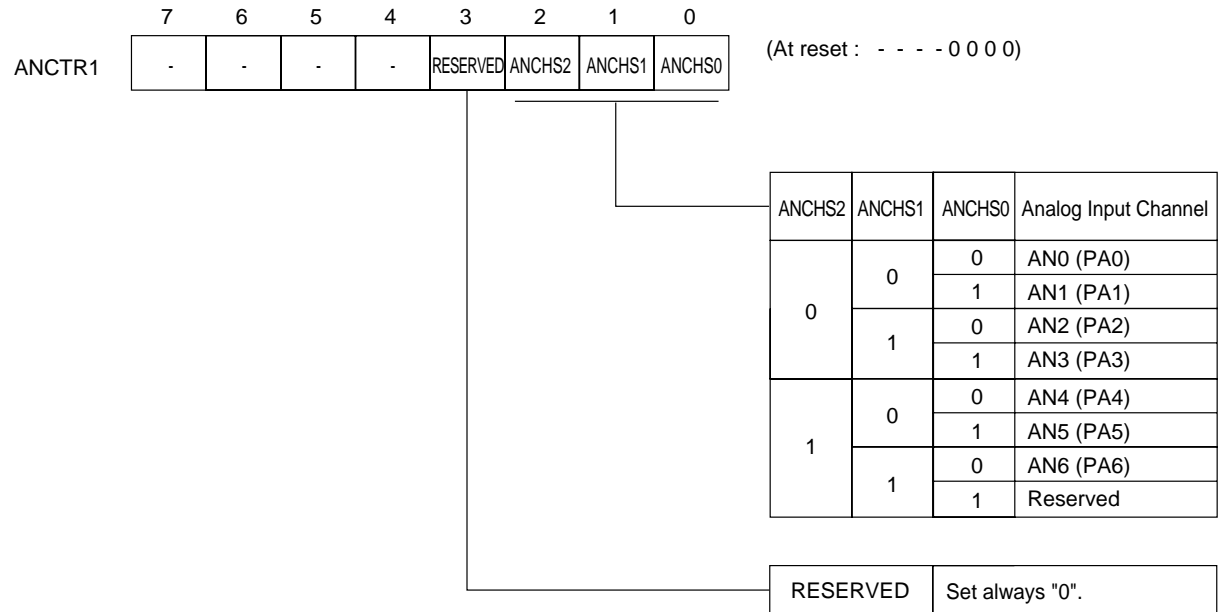 7 6 5 4 3 2 1 0
ANCTR1 - - - - RESERVED ANCHS2 ANCHS1 ANCHS0 (At reset : - - - - 0 0 0 0)
ANCHS2 ANCHS1 ANCHS0 Analog Input Channel
0 0 0 AN0 (PA0)
1 AN1 (PA1)
1 0 AN2 (PA2)
1 AN3 (PA3)
1 0 0 AN4 (PA4)
1 AN5 (PA5)
1 0 AN6 (PA6)
1 Reserved
RESERVED Set always "0".